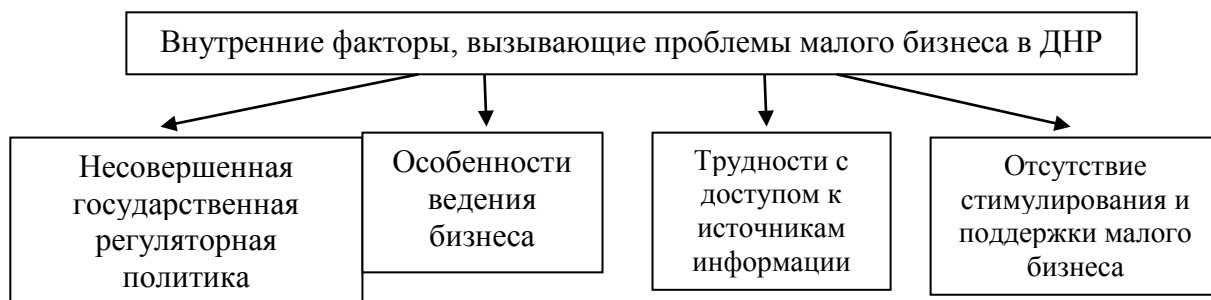 Внутренние факторы, вызывающие проблемы малого бизнеса в ДНР
Несовершенная
государственная
регуляторная
политика
Особенности
ведения
бизнеса
Трудности с
доступом к
источникам
информации
Отсутствие
стимулирования и
поддержки малого
бизнеса